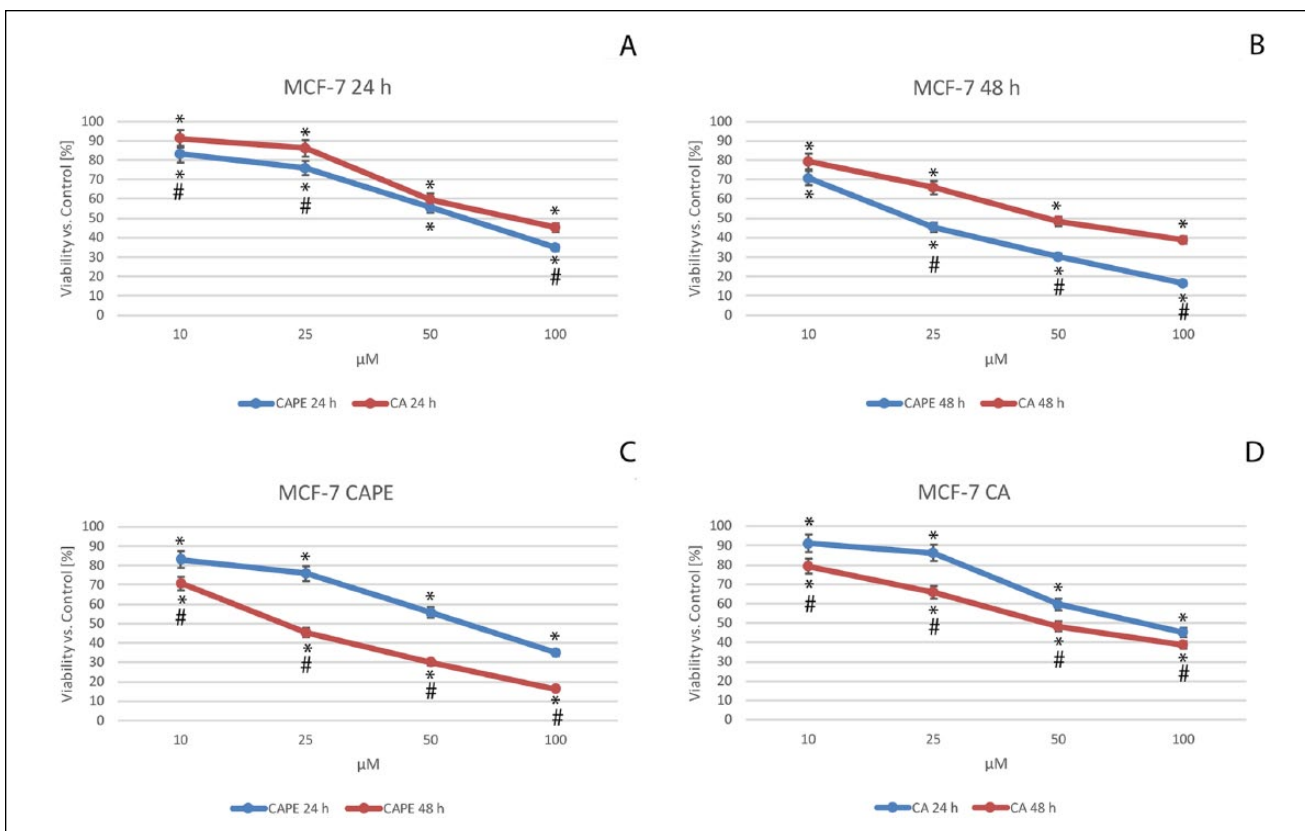 A
MCF-7 24 h
Viability vs. Control [%]
100
90
80
70
60
50
40
30
20
10
0
* * * *
* * * *
# # #
10 25 50 100
µM
CAPE 24 h CA 24 h
B
MCF-7 48 h
Viability vs. Control [%]
100
90
80
70
60
50
40
30
20
10
0
* * * *
* * * *
# # #
10 25 50 100
µM
CAPE 48 h CA 48 h
C
MCF-7 CAPE
Viability vs. Control [%]
100
90
80
70
60
50
40
30
20
10
0
* * * *
* * * *
# # # #
10 25 50 100
µM
CAPE 24 h CAPE 48 h
D
MCF-7 CA
Viability vs. Control [%]
100
90
80
70
60
50
40
30
20
10
0
* * * *
* * * *
# # # #
10 25 50 100
µM
CA 24 h CA 48 h